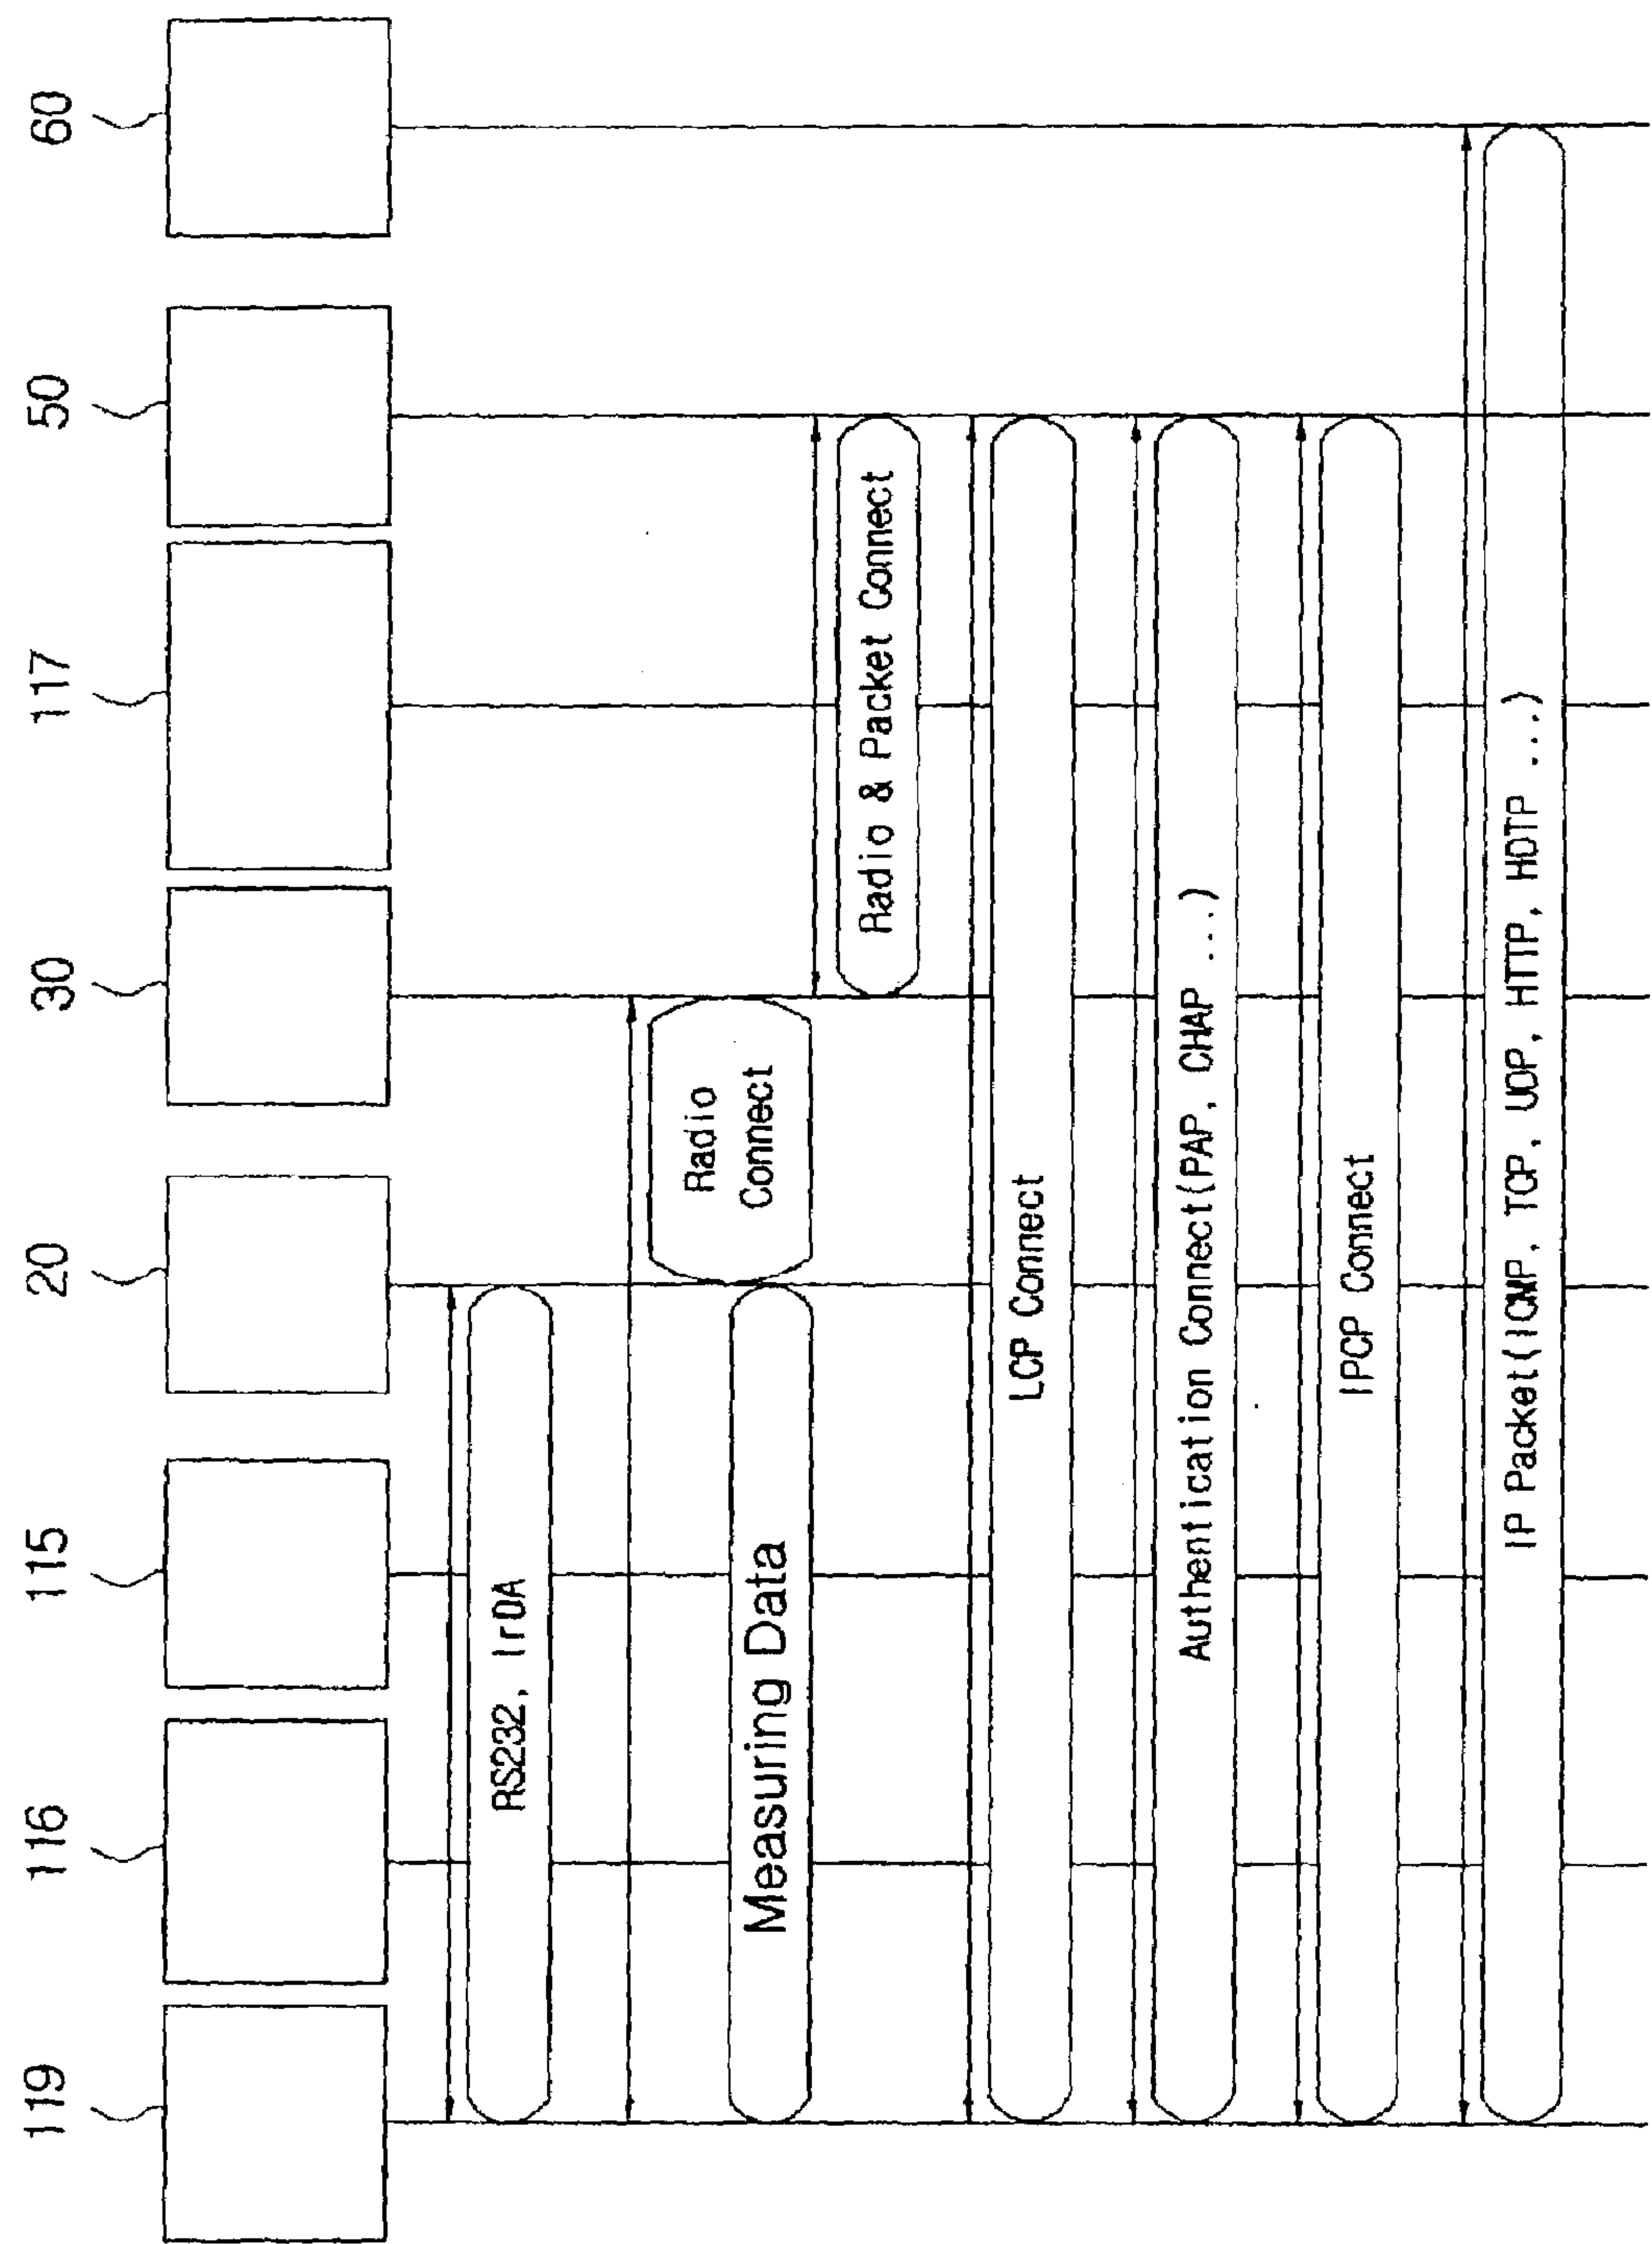 119
116
115
20
30
117
50
60
RS232, IrDA
Radio
Connect
Measuring Data
Radio & Packet Connect
LCP Connect
Authentication Connect(PAP, CHAP ....)
IPCP Connect
IP Packet(ICMP, TCP, UDP, HTTP, HDTP ....)